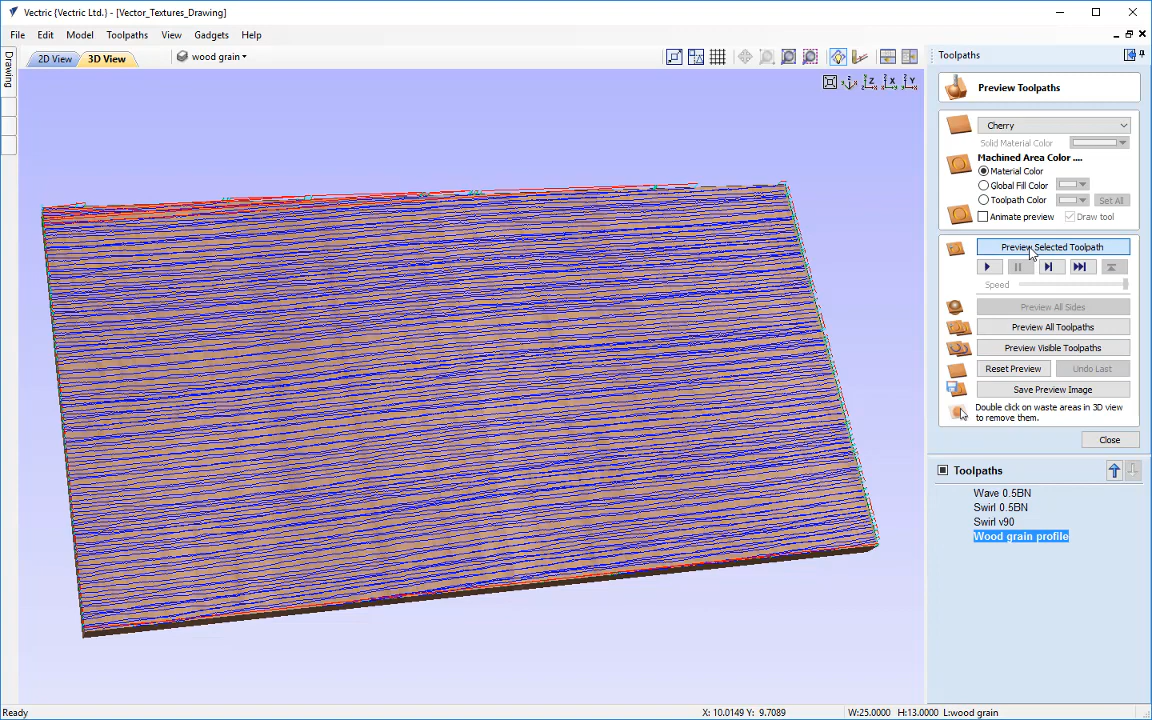 Vectric {Vectric Ltd.} - [Vector_Textures_Drawing]
File Edit Model Toolpaths View Gadgets Help
Drawing
2D View 3D View wood grain
Z X Y
Toolpaths
Preview Toolpaths
Cherry
Solid Material Color
Machined Area Color ....
Material Color
Global Fill Color
Toolpath Color Set All
Animate preview Draw tool
Preview Selected Toolpath
Speed
Preview All Sides
Preview All Toolpaths
Preview Visible Toolpaths
Reset Preview Undo Last
Save Preview Image
Double click on waste areas in 3D view
to remove them.
Close
Toolpaths
Wave 0.5BN
Swirl 0.5BN
Swirl v90
Wood grain profile
Ready X: 10.0149 Y: 9.7089 W:25.0000 H:13.0000 L:wood grain